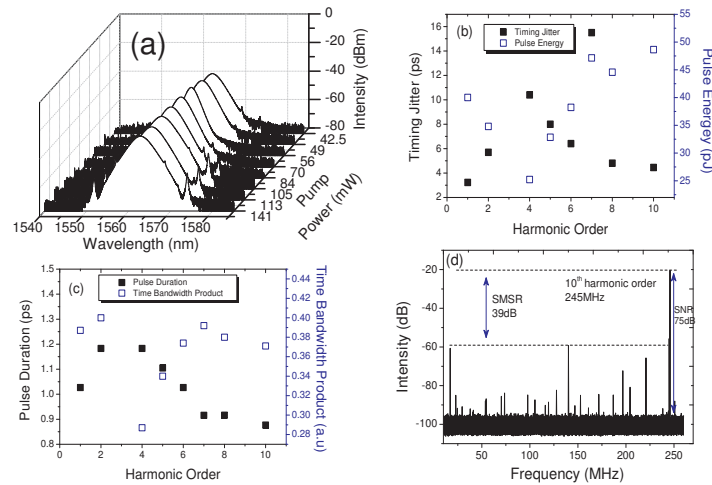 (a)
0
-20
-40
-60
-80
Intensity (dBm)
42.5
49
56
70
84
105
113
141
Pump
Power (mW)
1540
1550
1560
1570
1580
Wavelength (nm)
(b)
Timing Jitter
Pulse Energy
16
14
12
10
8
6
4
2
Timing Jitter (ps)
55
50
45
40
35
30
25
Pulse Energey (pJ)
0 2 4 6 8 10
Harmonic Order
(c)
Pulse Duration
Time Bandwidth Product
1.5
1.4
1.3
1.2
1.1
1.0
0.9
0.8
Pulse Duration (ps)
0.44
0.42
0.40
0.38
0.36
0.34
0.32
0.30
0.28
Time Bandwidth
Product (a.u)
0 2 4 6 8 10
Harmonic Order
(d)
-20
-40
-60
-80
-100
Intensity (dB)
SMSR
39dB
10th harmonic order
245MHz
SNR
75dB
50 100 150 200 250
Frequency (MHz)